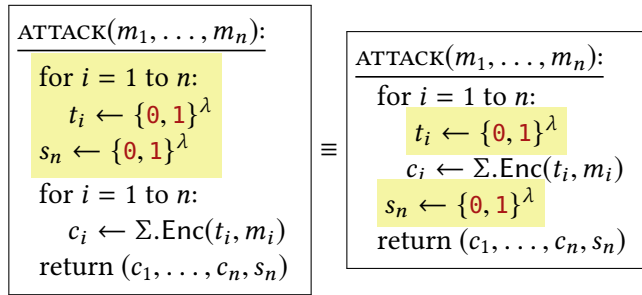 ATTACK(m₁, . . . , mₙ):
for i = 1 to n:
tᵢ ← {0, 1}^λ
sₙ ← {0, 1}^λ
for i = 1 to n:
cᵢ ← Σ.Enc(tᵢ, mᵢ)
return (c₁, . . . , cₙ, sₙ)
≡
ATTACK(m₁, . . . , mₙ):
for i = 1 to n:
tᵢ ← {0, 1}^λ
cᵢ ← Σ.Enc(tᵢ, mᵢ)
sₙ ← {0, 1}^λ
return (c₁, . . . , cₙ, sₙ)